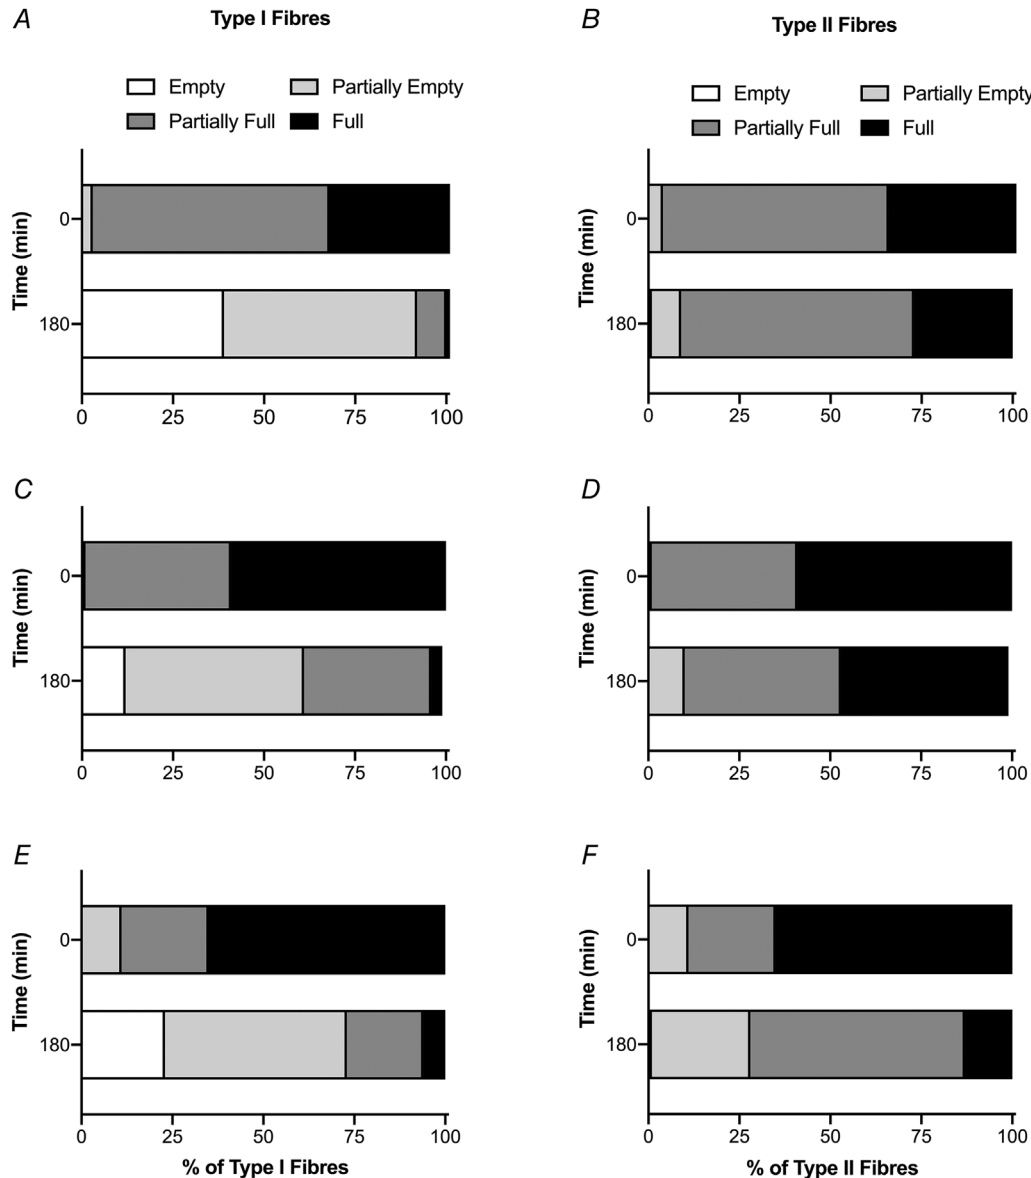 A
Type I Fibres
Empty
Partially Empty
Partially Full
Full
Time (min)
0
180
0
25
50
75
100
B
Type II Fibres
Empty
Partially Empty
Partially Full
Full
Time (min)
0
180
0
25
50
75
100
C
Time (min)
0
180
0
25
50
75
100
D
Time (min)
0
180
0
25
50
75
100
E
Time (min)
0
180
0
25
50
75
100
% of Type I Fibres
F
Time (min)
0
180
0
25
50
75
100
% of Type II Fibres